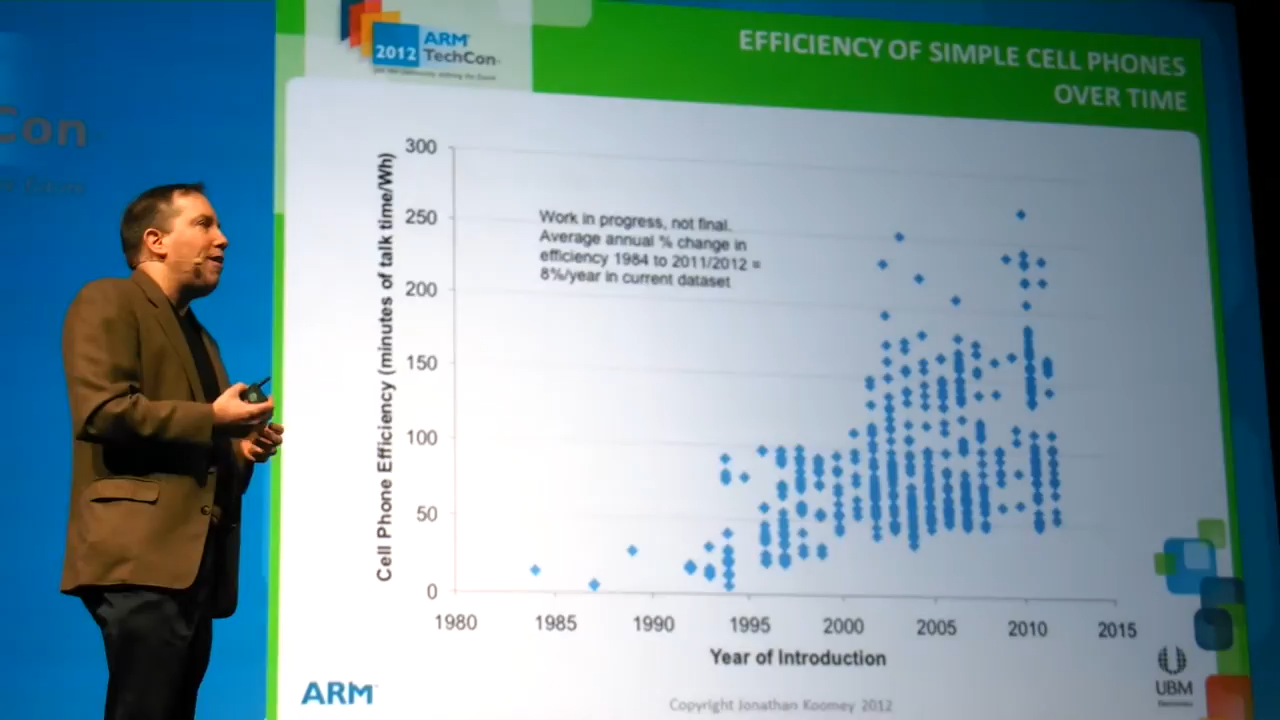 Con
2012
ARM
TechCon
EFFICIENCY OF SIMPLE CELL PHONES
OVER TIME
Cell Phone Efficiency (minutes of talk time/Wh)
300
250
200
150
100
50
0
Work in progress, not final.
Average annual % change in
efficiency 1984 to 2011/2012 =
8%/year in current dataset
1980 1985 1990 1995 2000 2005 2010 2015
Year of Introduction
ARM
Copyright Jonathan Koomey 2012
UBM